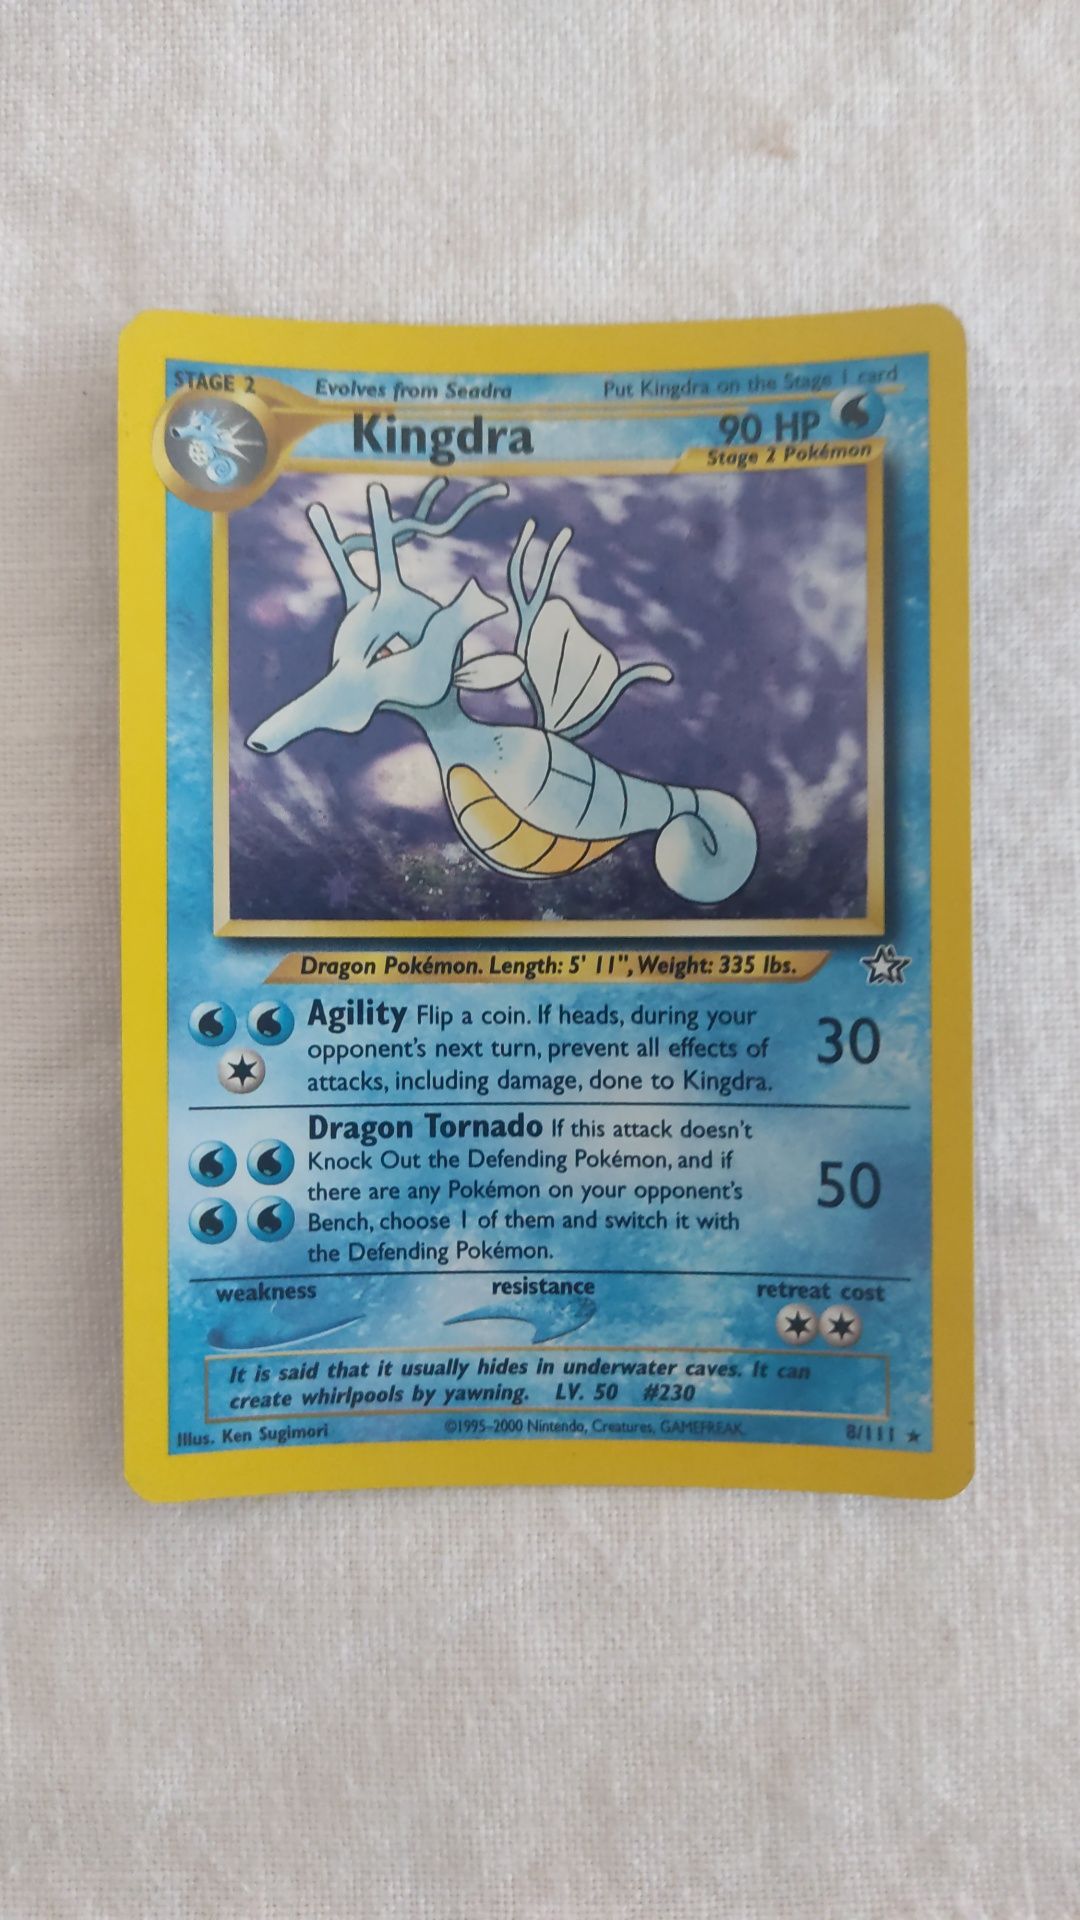 STAGE 2 Evolves from Seadra Put Kingdra on the Stage 1 card
Kingdra 90 HP
Stage 2 Pokémon
Dragon Pokémon. Length: 5' 11", Weight: 335 lbs.
Agility Flip a coin. If heads, during your
opponent's next turn, prevent all effects of
attacks, including damage, done to Kingdra.
30
Dragon Tornado If this attack doesn't
Knock Out the Defending Pokémon, and if
there are any Pokémon on your opponent's
Bench, choose 1 of them and switch it with
the Defending Pokémon.
50
weakness resistance retreat cost
It is said that it usually hides in underwater caves. It can
create whirlpools by yawning. LV. 50 #230
Illus. Ken Sugimori ©1995-2000 Nintendo, Creatures, GAMEFREAK. 8/111